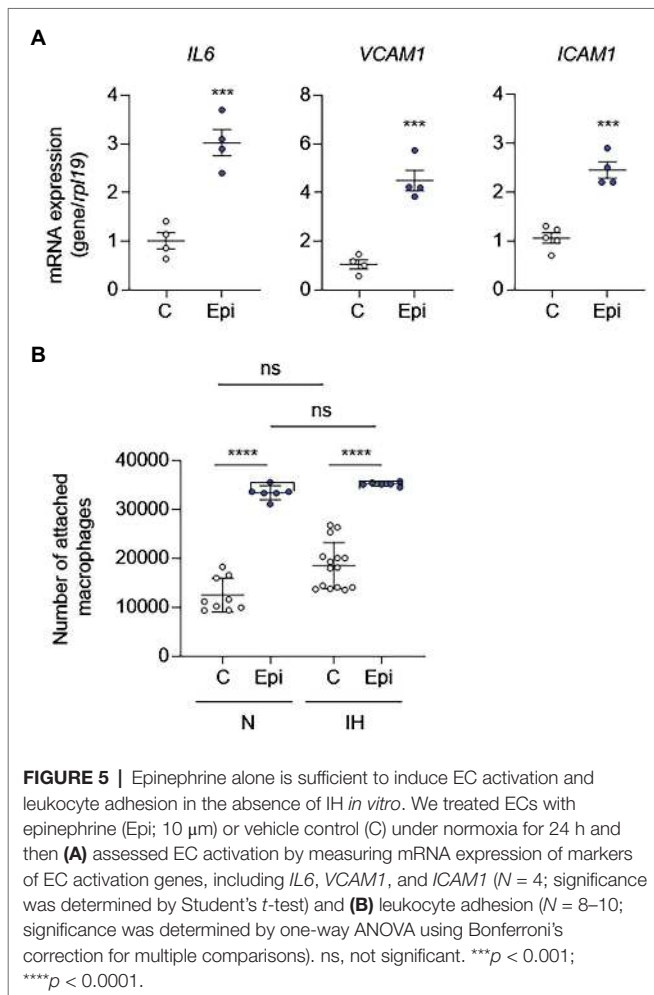 A
IL6
VCAM1
ICAM1
mRNA expression
(gene/rpl19)
4
3
2
1
0
***
C
Epi
8
6
4
2
0
***
C
Epi
4
3
2
1
0
***
C
Epi
B
ns
ns
****
****
Number of attached
macrophages
40000
30000
20000
10000
0
C
Epi
C
Epi
N
IH
FIGURE 5 | Epinephrine alone is sufficient to induce EC activation and
leukocyte adhesion in the absence of IH in vitro. We treated ECs with
epinephrine (Epi; 10 μm) or vehicle control (C) under normoxia for 24 h and
then (A) assessed EC activation by measuring mRNA expression of markers
of EC activation genes, including IL6, VCAM1, and ICAM1 (N = 4; significance
was determined by Student's t-test) and (B) leukocyte adhesion (N = 8–10;
significance was determined by one-way ANOVA using Bonferroni's
correction for multiple comparisons). ns, not significant. ***p < 0.001;
****p < 0.0001.